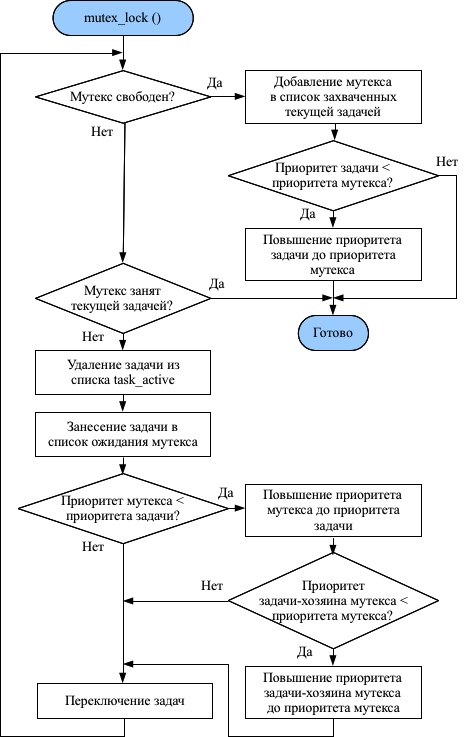 mutex_lock ()
Мутекс свободен?
Да
Нет
Добавление мутекса
в список захваченных
текущей задачей
Приоритет задачи <
приоритета мутекса?
Нет
Да
Повышение приоритета
задачи до приоритета
мутекса
Мутекс занят
текущей задачей?
Да
Нет
Готово
Удаление задачи из
списка task_active
Занесение задачи в
список ожидания мутекса
Приоритет мутекса <
приоритета задачи?
Да
Нет
Повышение приоритета
мутекса до приоритета
задачи
Приоритет
задачи-хозяина мутекса <
приоритета мутекса?
Нет
Да
Повышение приоритета
задачи-хозяина мутекса
до приоритета мутекса
Переключение задач